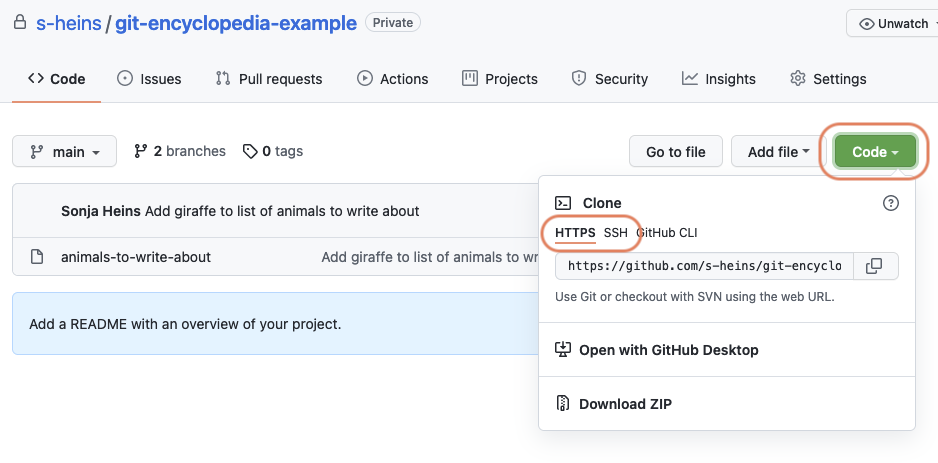 s-heins / git-encyclopedia-example Private Unwatch
Code Issues Pull requests Actions Projects Security Insights Settings
main 2 branches 0 tags Go to file Add file Code
Sonja Heins Add giraffe to list of animals to write about
animals-to-write-about Add giraffe to list of animals to wr
Add a README with an overview of your project.
Clone
HTTPS SSH GitHub CLI
https://github.com/s-heins/git-encyclo
Use Git or checkout with SVN using the web URL.
Open with GitHub Desktop
Download ZIP